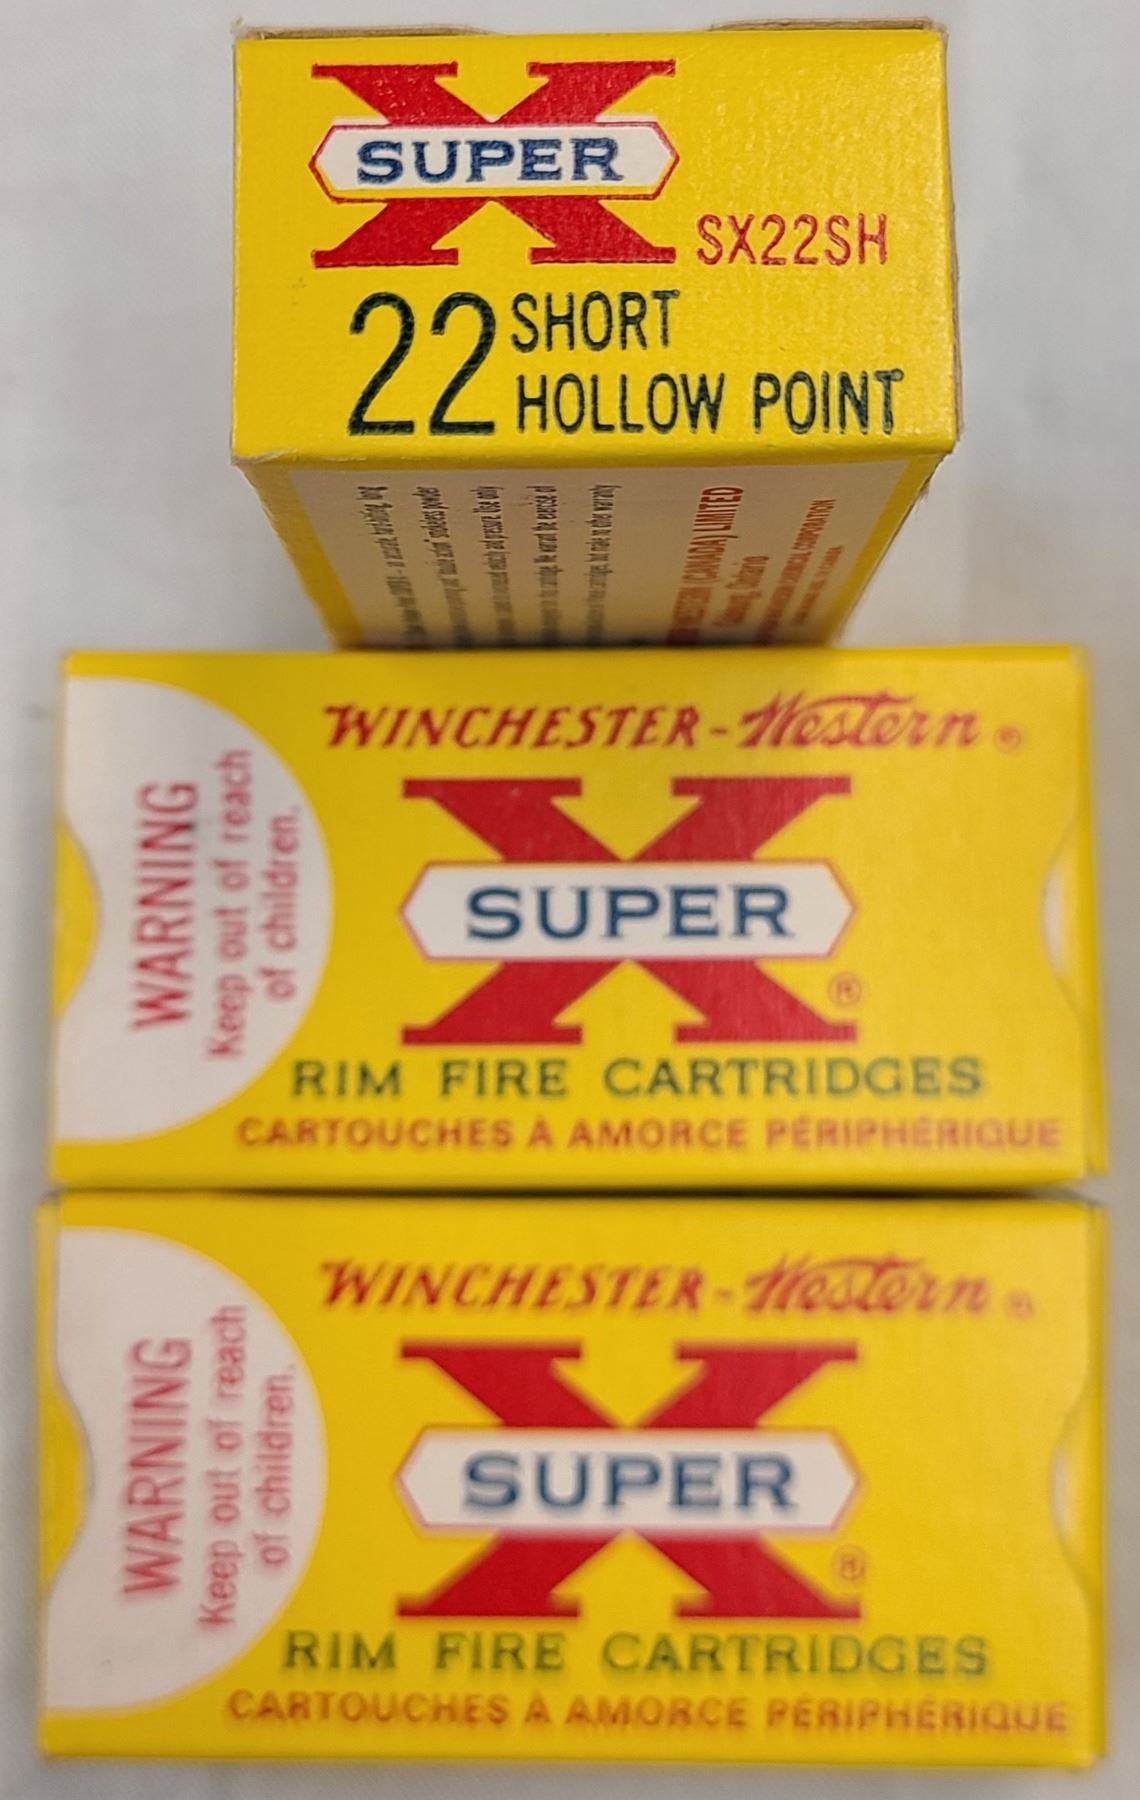 SUPER X
SX22SH
22 SHORT
HOLLOW POINT
(CANADA) LIMITED
WINCHESTER-Western®
WARNING
Keep out of reach
of children.
SUPER X
®
RIM FIRE CARTRIDGES
CARTOUCHES À AMORCE PÉRIPHÉRIQUE
WINCHESTER-Western®
WARNING
Keep out of reach
of children.
SUPER X
®
RIM FIRE CARTRIDGES
CARTOUCHES À AMORCE PÉRIPHÉRIQUE